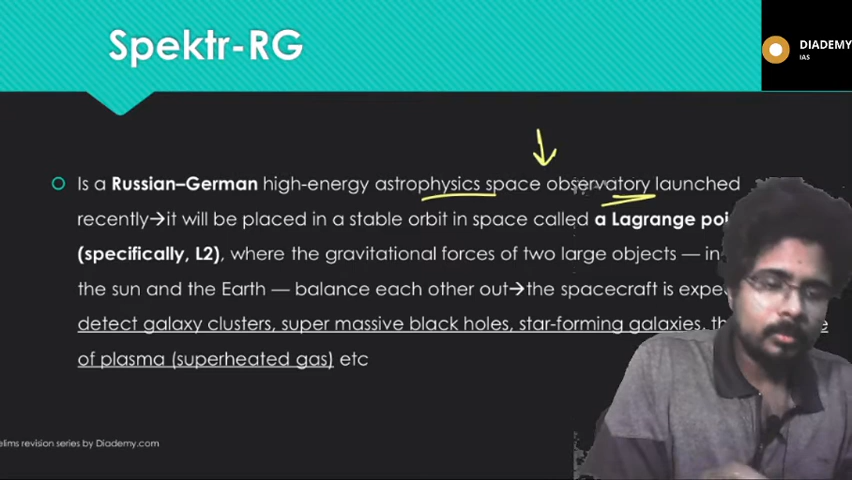 Spektr-RG
DIADEMY
IAS
Is a Russian–German high-energy astrophysics space observatory launched
recently→it will be placed in a stable orbit in space called a Lagrange
(specifically, L2), where the gravitational forces of two large objects — in
the sun and the Earth — balance each other out→the spacecraft is
detect galaxy clusters, super massive black holes, star-forming galaxies,
of plasma (superheated gas) etc
revision series by Diademy.com